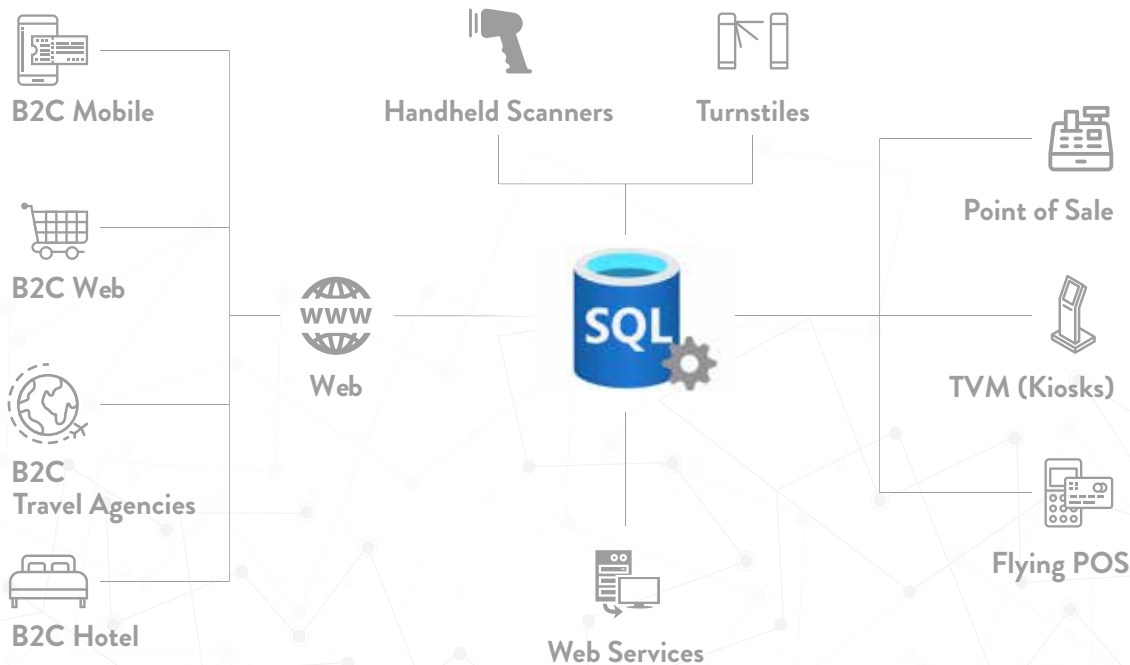 B2C Mobile
Handheld Scanners
Turnstiles
Point of Sale
B2C Web
WWW
Web
SQL
TVM (Kiosks)
B2C
Travel Agencies
Flying POS
B2C Hotel
Web Services